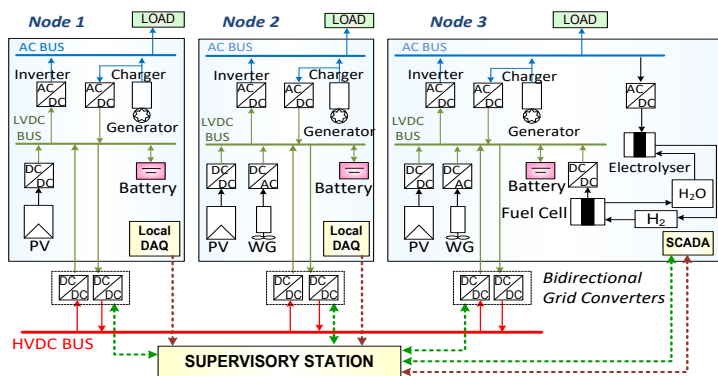 Node 1
LOAD
AC BUS
Inverter
Charger
AC
DC
AC
DC
Generator
LVDC
BUS
DC
DC
Battery
PV
Local
DAQ
DC
DC
DC
DC
Node 2
LOAD
AC BUS
Inverter
Charger
AC
DC
AC
DC
Generator
LVDC
BUS
DC
DC
DC
AC
Battery
PV
WG
Local
DAQ
DC
DC
DC
DC
Node 3
LOAD
AC BUS
Inverter
Charger
AC
DC
AC
DC
Generator
AC
DC
LVDC
BUS
Electrolyser
DC
DC
AC
DC
Battery
DC
DC
H2O
Fuel Cell
H2
PV
WG
SCADA
DC
DC
DC
DC
Bidirectional
Grid Converters
HVDC BUS
SUPERVISORY STATION